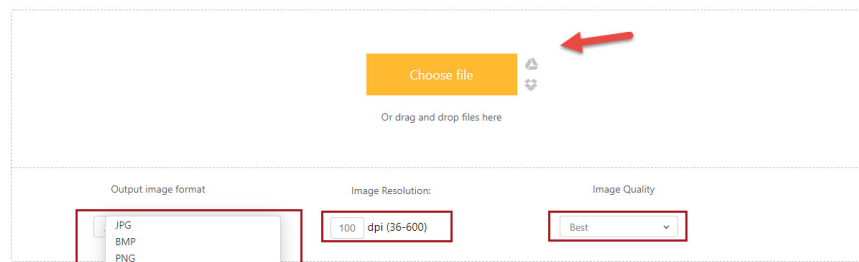 Choose file
Or drag and drop files here
Output image format
Image Resolution:
Image Quality
JPG
BMP
PNG
100 dpi (36-600)
Best